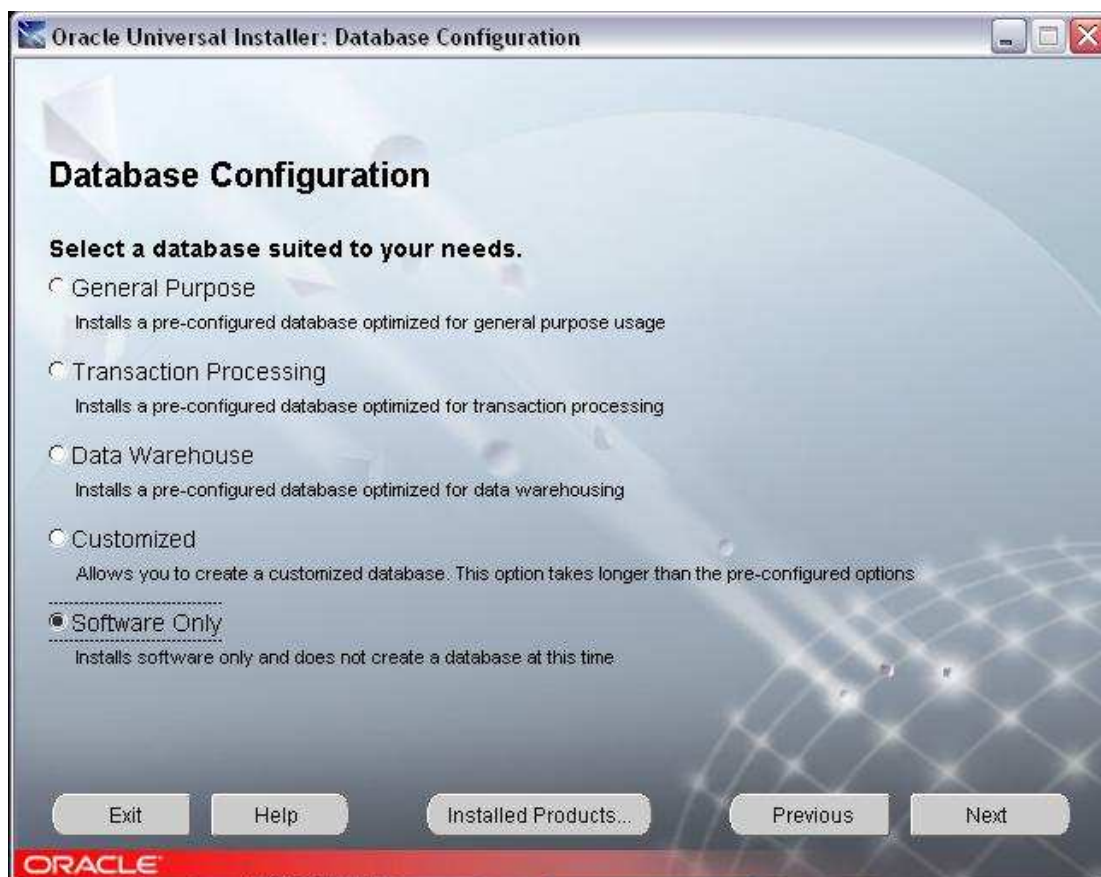 Oracle Universal Installer: Database Configuration
Database Configuration
Select a database suited to your needs.
General Purpose
Installs a pre-configured database optimized for general purpose usage
Transaction Processing
Installs a pre-configured database optimized for transaction processing
Data Warehouse
Installs a pre-configured database optimized for data warehousing
Customized
Allows you to create a customized database. This option takes longer than the pre-configured options
Software Only
Installs software only and does not create a database at this time
Exit Help Installed Products... Previous Next
ORACLE